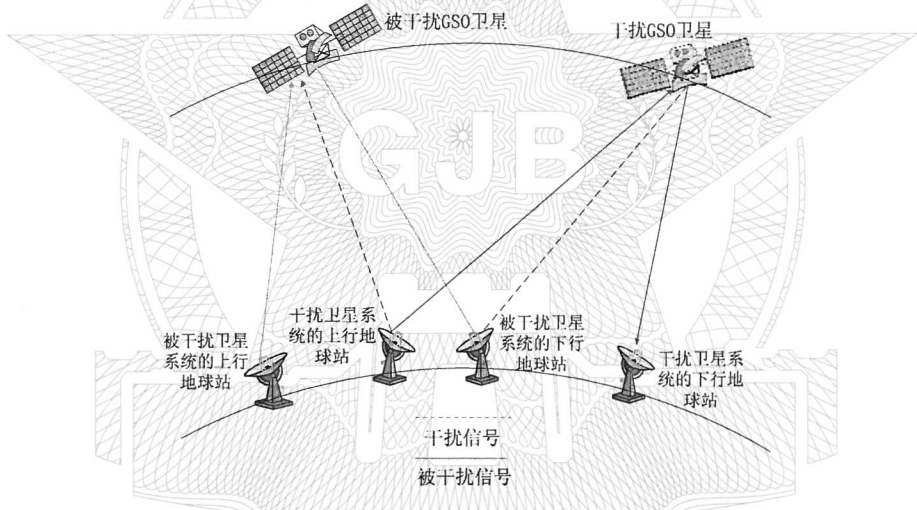 被干扰GSO卫星
干扰GSO卫星
GJB
被干扰卫星
系统的上行
地球站
干扰卫星系
统的上行地
球站
被干扰卫星
系统的下行
地球站
干扰卫星系
统的下行地
球站
干扰信号
被干扰信号